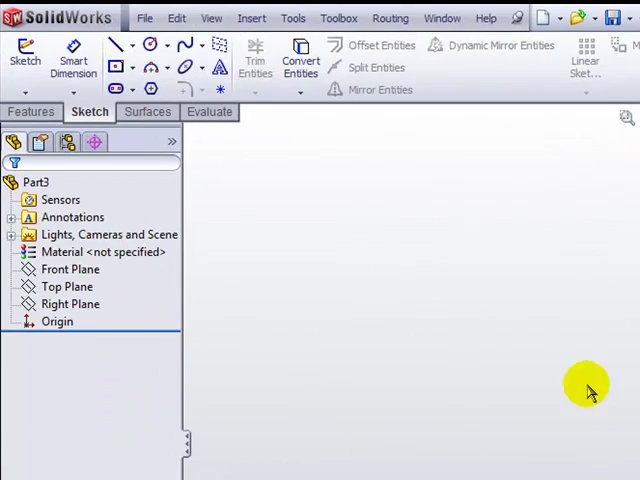 SolidWorks File Edit View Insert Tools Toolbox Routing Window Help
Sketch Smart Dimension Trim Entities Convert Entities Offset Entities Dynamic Mirror Entities Linear Sket...
Split Entities
Mirror Entities
Features Sketch Surfaces Evaluate
Part3
Sensors
Annotations
Lights, Cameras and Scene
Material <not specified>
Front Plane
Top Plane
Right Plane
Origin